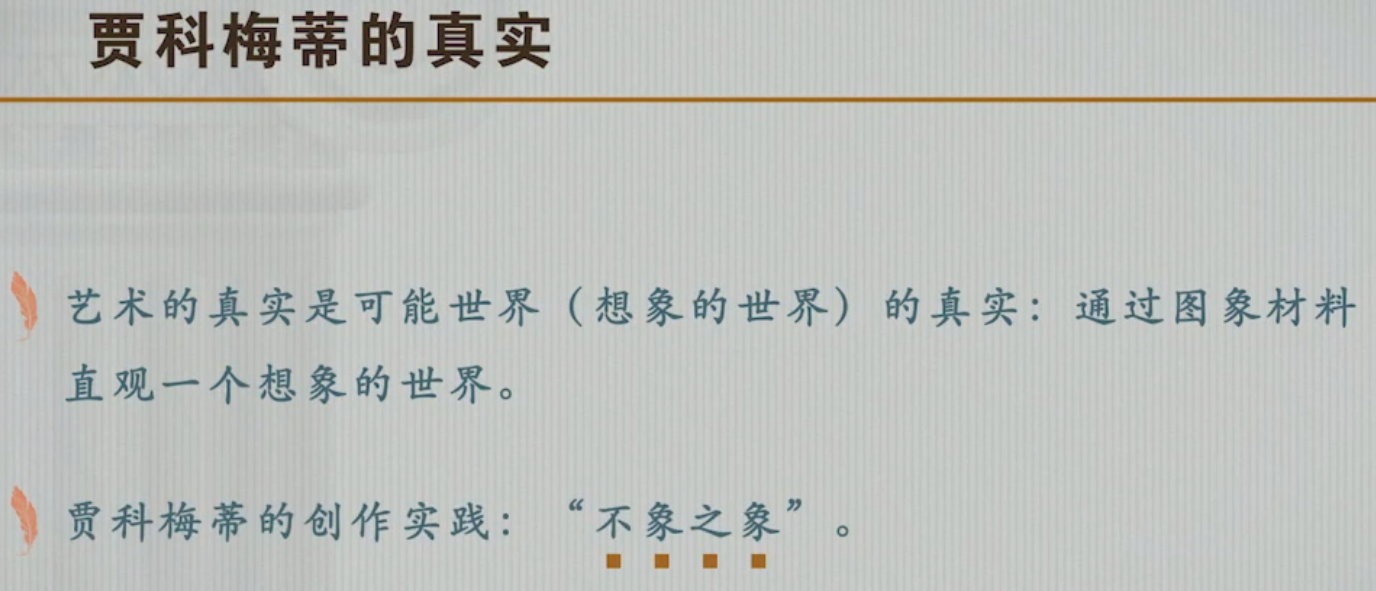 贾科梅蒂的真实
艺术的真实是可能世界（想象的世界）的真实：通过图象材料
直观一个想象的世界。
贾科梅蒂的创作实践：“不象之象”。